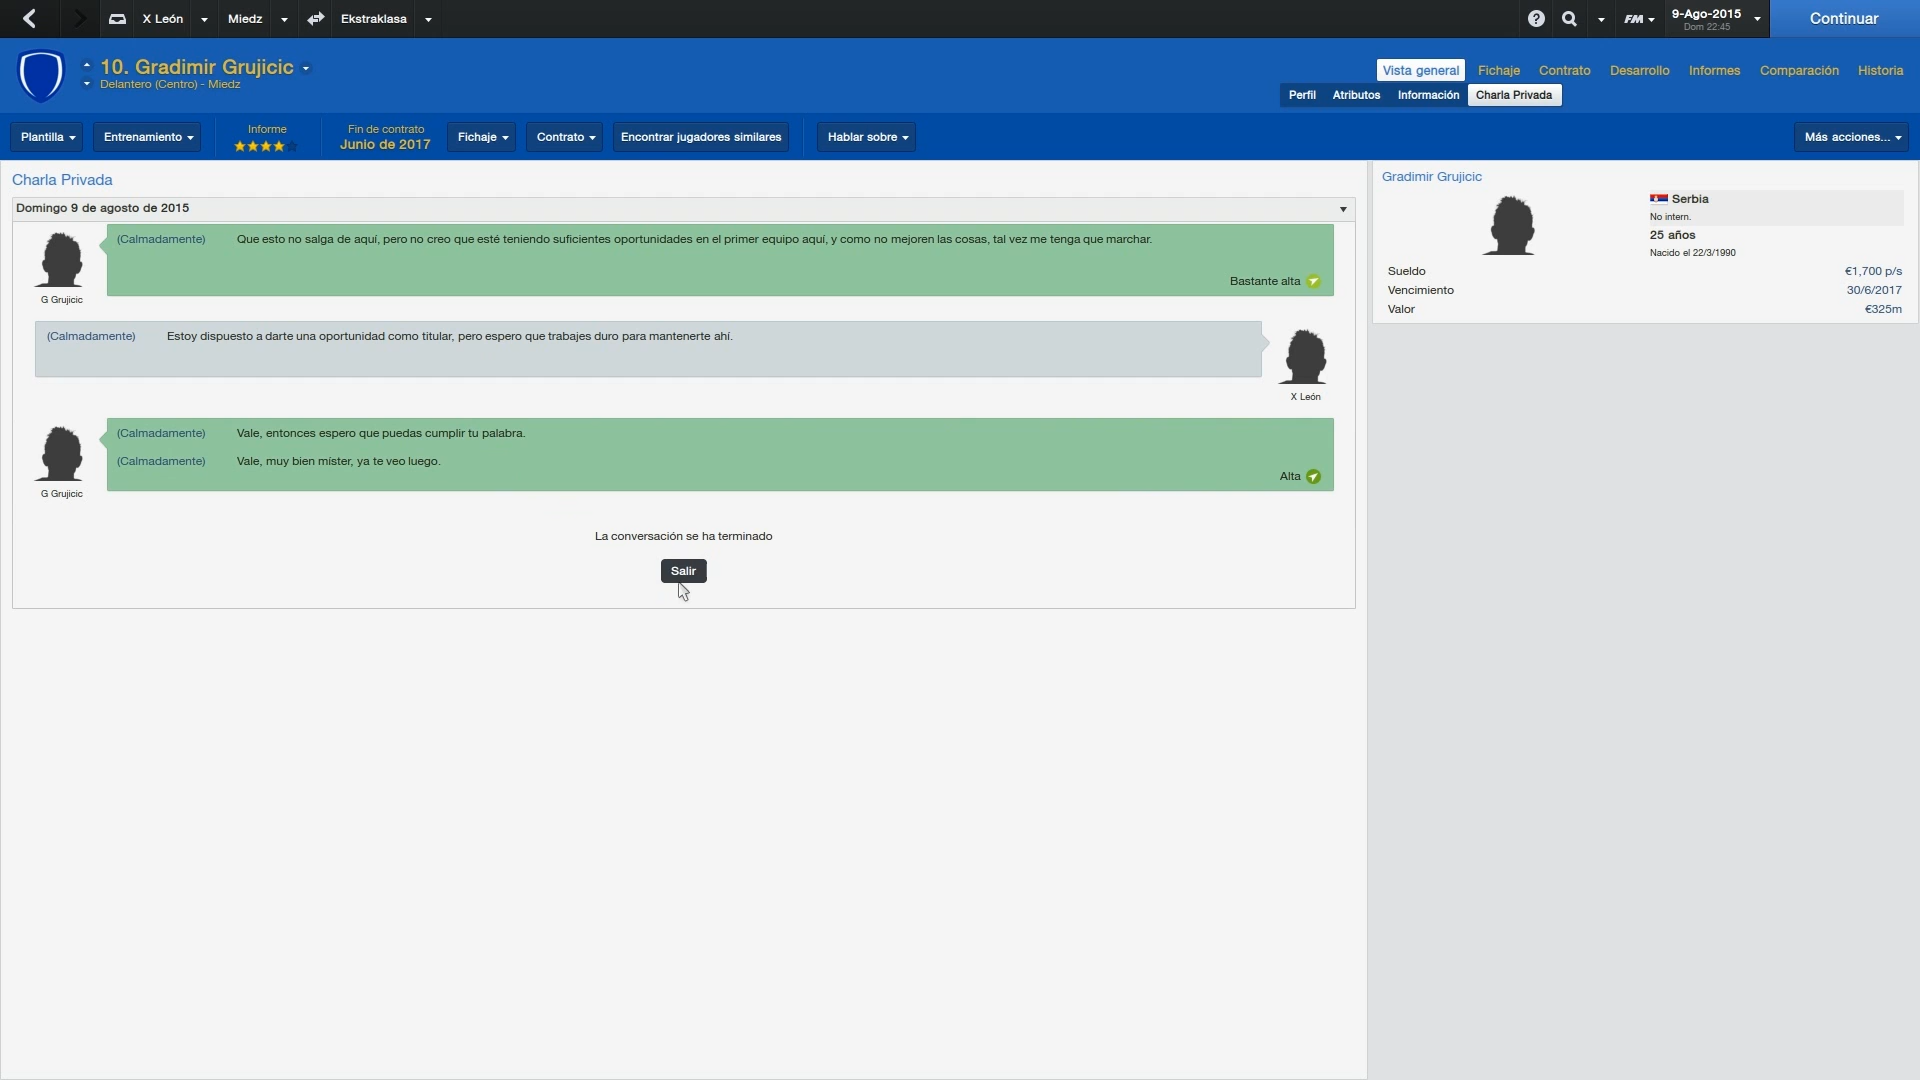 X León
Miedz
Ekstraklasa
FM
9-Ago-2015
Dom 22:45
Continuar
10. Gradimir Grujicic
Delantero (Centro) - Miedz
Vista general
Fichaje
Contrato
Desarrollo
Informes
Comparación
Historia
Perfil
Atributos
Información
Charla Privada
Plantilla
Entrenamiento
Informe
Fin de contrato
Junio de 2017
Fichaje
Contrato
Encontrar jugadores similares
Hablar sobre
Más acciones...
Charla Privada
Domingo 9 de agosto de 2015
(Calmadamente) Que esto no salga de aquí, pero no creo que esté teniendo suficientes oportunidades en el primer equipo aquí, y como no mejoren las cosas, tal vez me tenga que marchar.
Bastante alta
G Grujicic
(Calmadamente) Estoy dispuesto a darte una oportunidad como titular, pero espero que trabajes duro para mantenerte ahí.
X León
(Calmadamente) Vale, entonces espero que puedas cumplir tu palabra.
(Calmadamente) Vale, muy bien míster, ya te veo luego.
Alta
G Grujicic
La conversación se ha terminado
Salir
Gradimir Grujicic
Serbia
No intern.
25 años
Nacido el 22/3/1990
Sueldo €1,700 p/s
Vencimiento 30/6/2017
Valor €325m